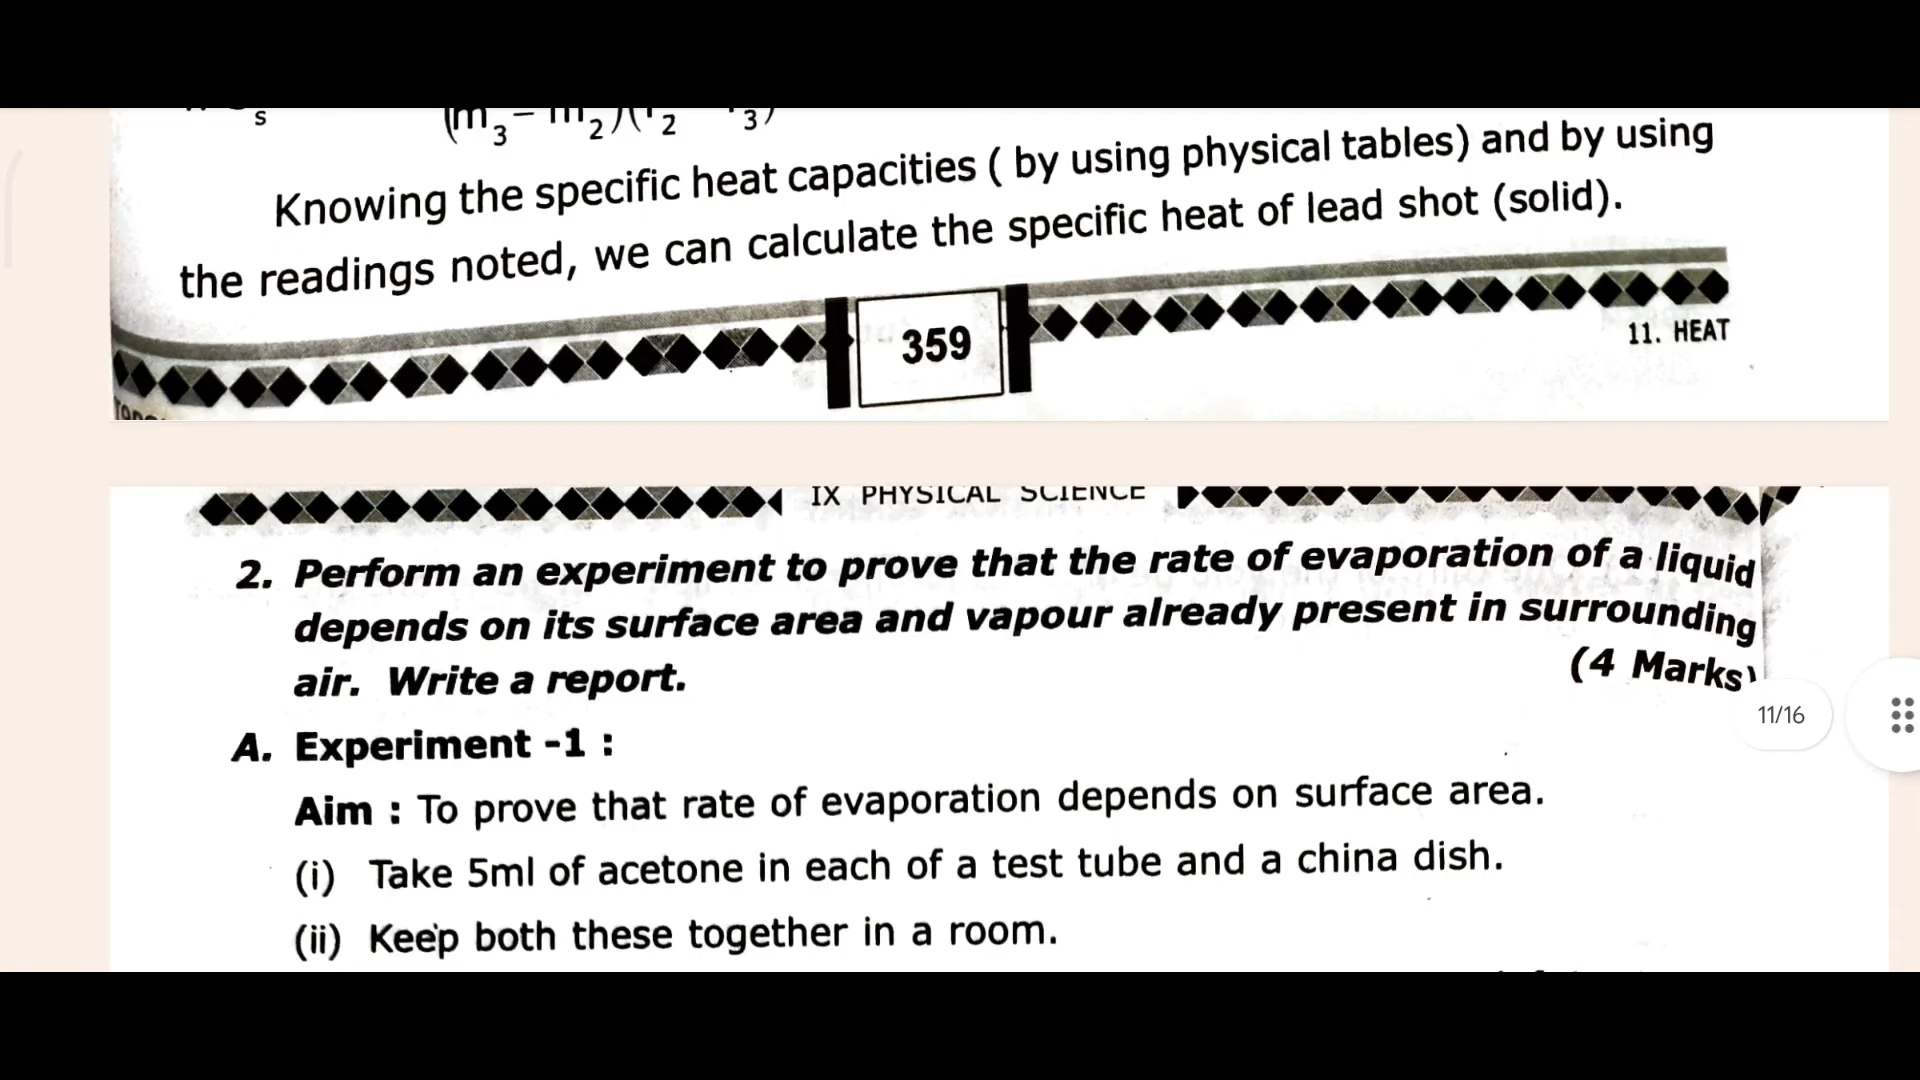 s (m3 – m2)(
2 3)
Knowing the specific heat capacities ( by using physical tables) and by using
the readings noted, we can calculate the specific heat of lead shot (solid).
359
11. HEAT
IX PHYSICAL SCIENCE
2. Perform an experiment to prove that the rate of evaporation of a liquid
depends on its surface area and vapour already present in surrounding
air. Write a report.
(4 Marks)
11/16
A. Experiment -1 :
Aim : To prove that rate of evaporation depends on surface area.
(i) Take 5ml of acetone in each of a test tube and a china dish.
(ii) Keep both these together in a room.